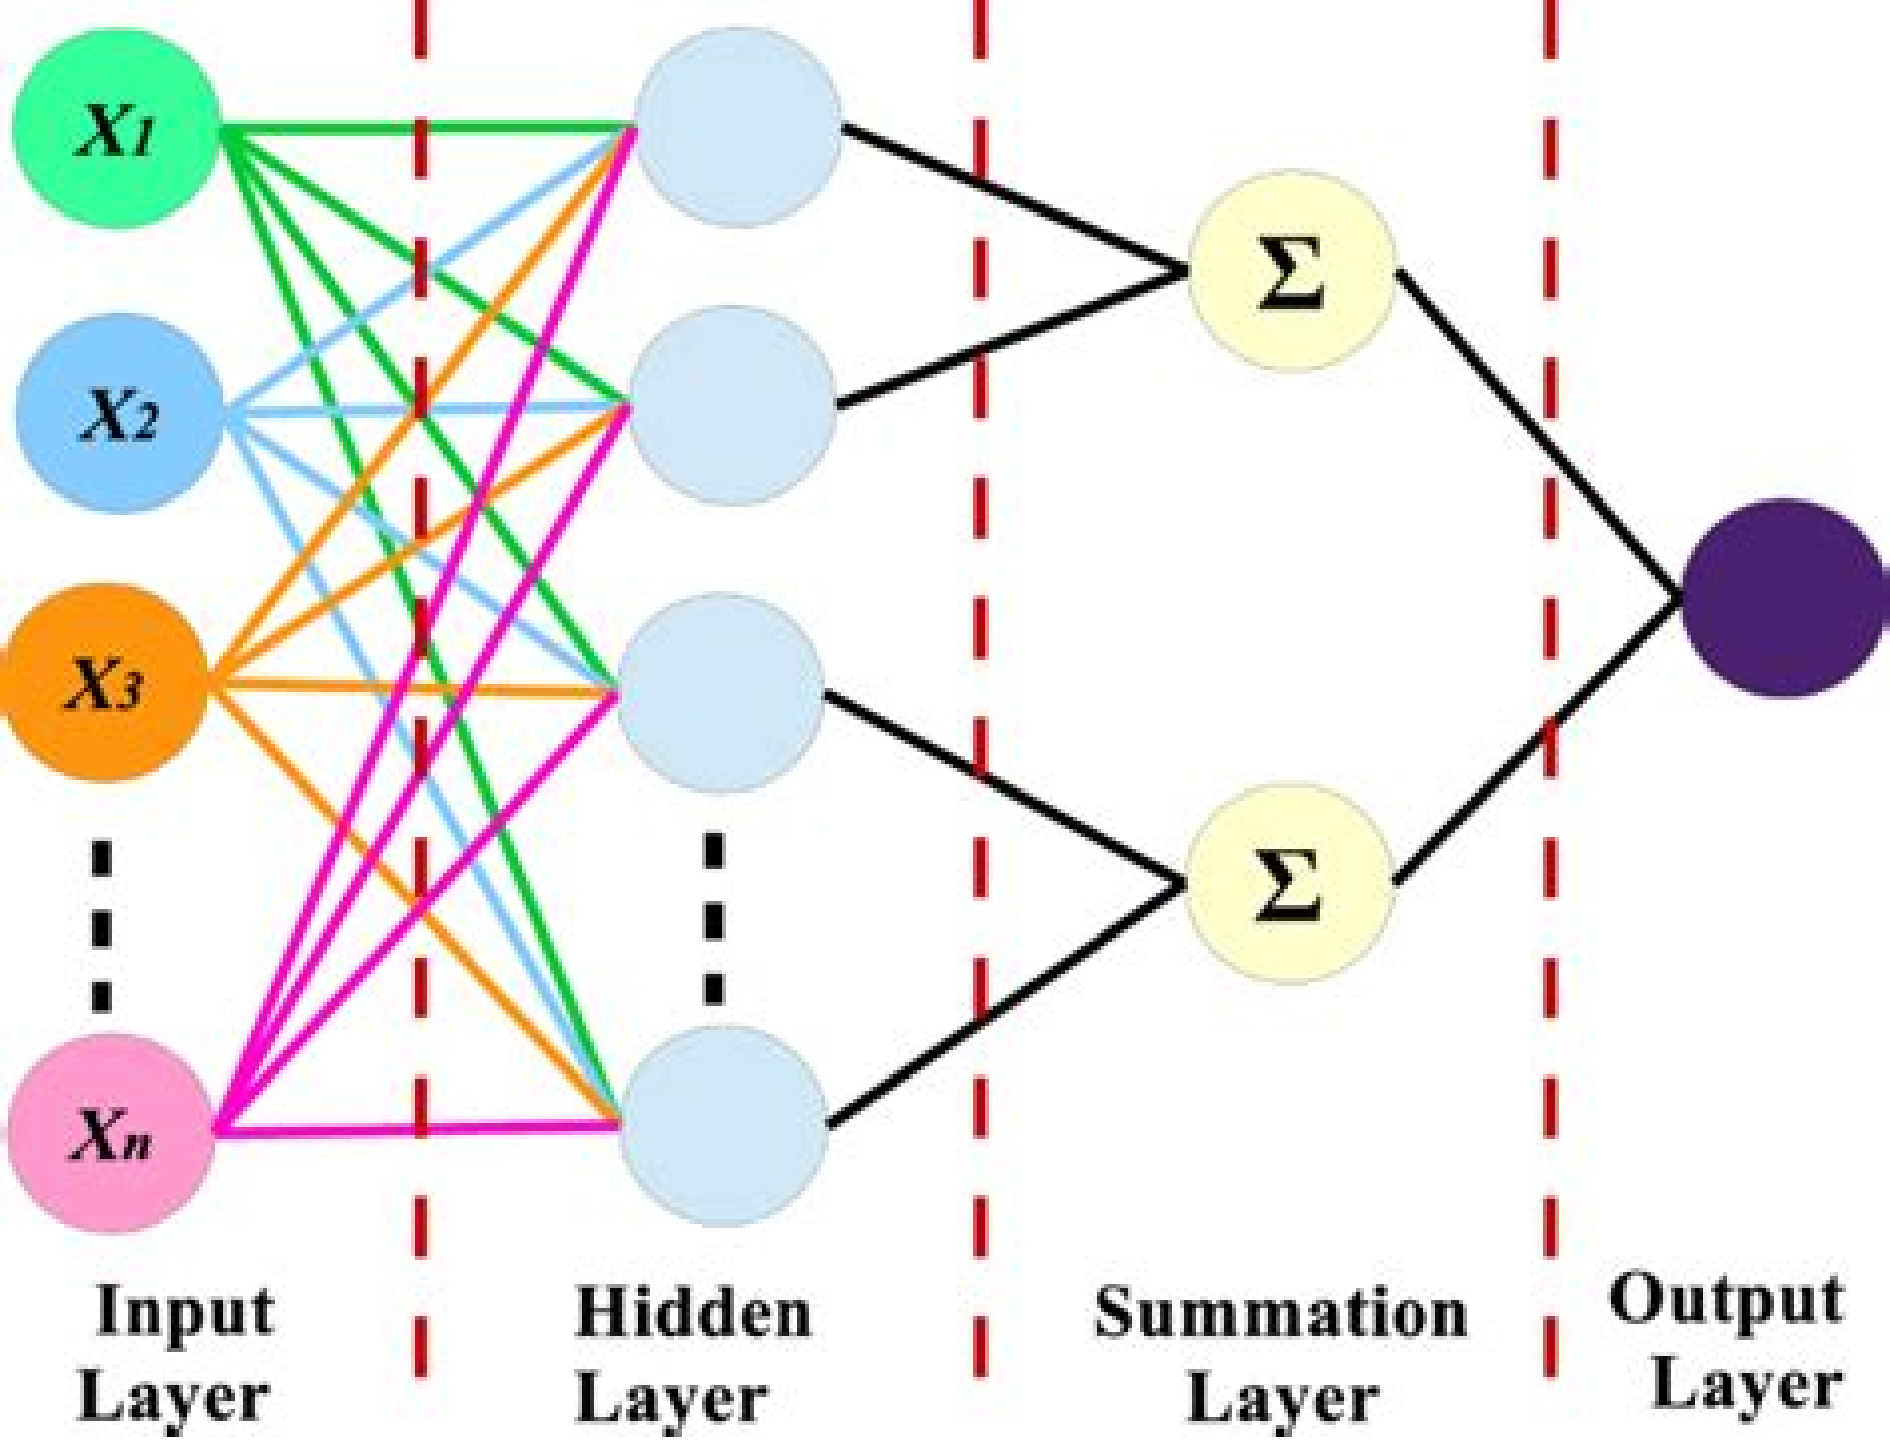 X1
X2
X3
Xn
Σ
Σ
Input
Layer
Hidden
Layer
Summation
Layer
Output
Layer